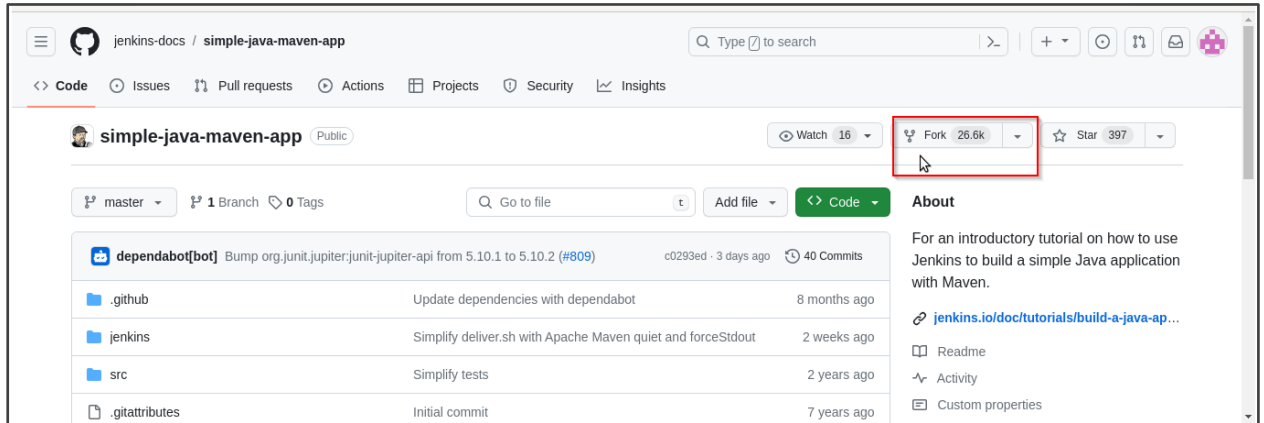 jenkins-docs / simple-java-maven-app
Type / to search
Code Issues Pull requests Actions Projects Security Insights
simple-java-maven-app Public
Watch 16 Fork 26.6k Star 397
master 1 Branch 0 Tags Go to file t Add file Code
dependabot[bot] Bump org.junit.jupiter:junit-jupiter-api from 5.10.1 to 5.10.2 (#809) c0293ed · 3 days ago 40 Commits
.github Update dependencies with dependabot 8 months ago
jenkins Simplify deliver.sh with Apache Maven quiet and forceStdout 2 weeks ago
src Simplify tests 2 years ago
.gitattributes Initial commit 7 years ago
About
For an introductory tutorial on how to use
Jenkins to build a simple Java application
with Maven.
jenkins.io/doc/tutorials/build-a-java-ap...
Readme
Activity
Custom properties